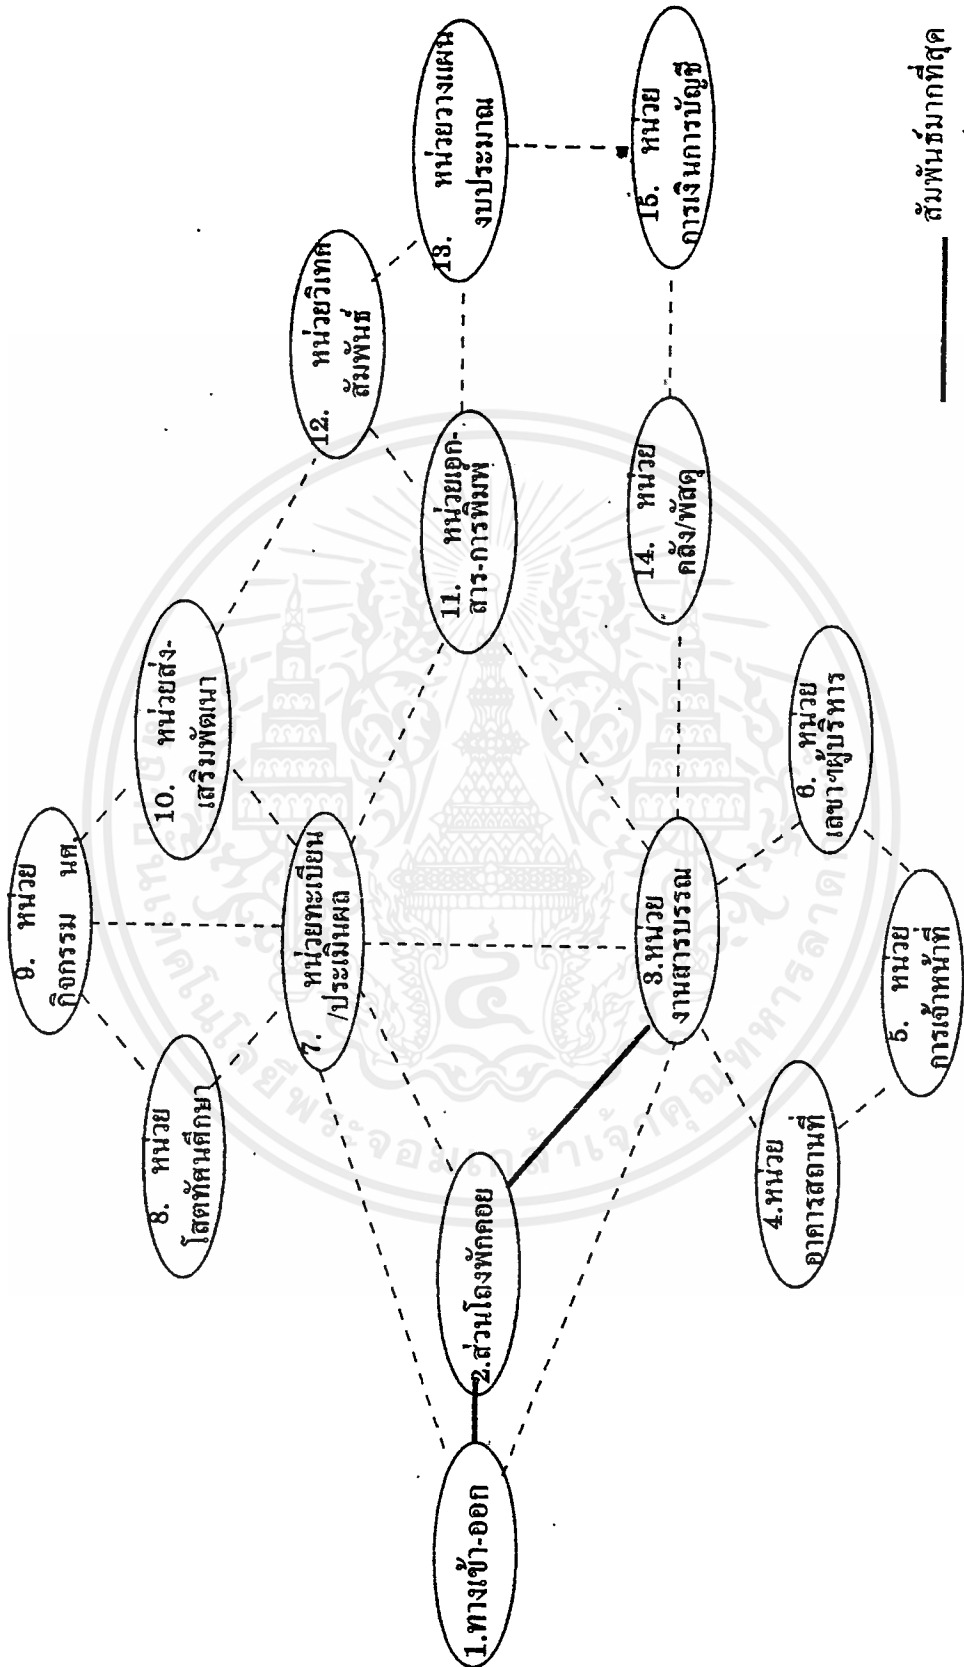 1.ทางเข้า-ออก
2.ส่วนโถงพักคอย
3.หน่วย
งานสารบรรณ
4.หน่วย
อาคารสถานที่
5. หน่วย
การเจ้าหน้าที่
6. หน่วย
เลขาฯผู้บริหาร
7. หน่วยทะเบียน
/ประเมินผล
8. หน่วย
โสตทัศนศึกษา
9. หน่วย
กิจกรรม นศ.
10. หน่วยส่ง-
เสริมพัฒนา
11. หน่วยเอก-
สาร-การพิมพ์
12. หน่วยวิเทศ
สัมพันธ์
13. หน่วยวางแผน
งบประมาณ
14. หน่วย
คลัง/พัสดุ
15. หน่วย
การเงินการบัญชี
สัมพันธ์มากที่สุด